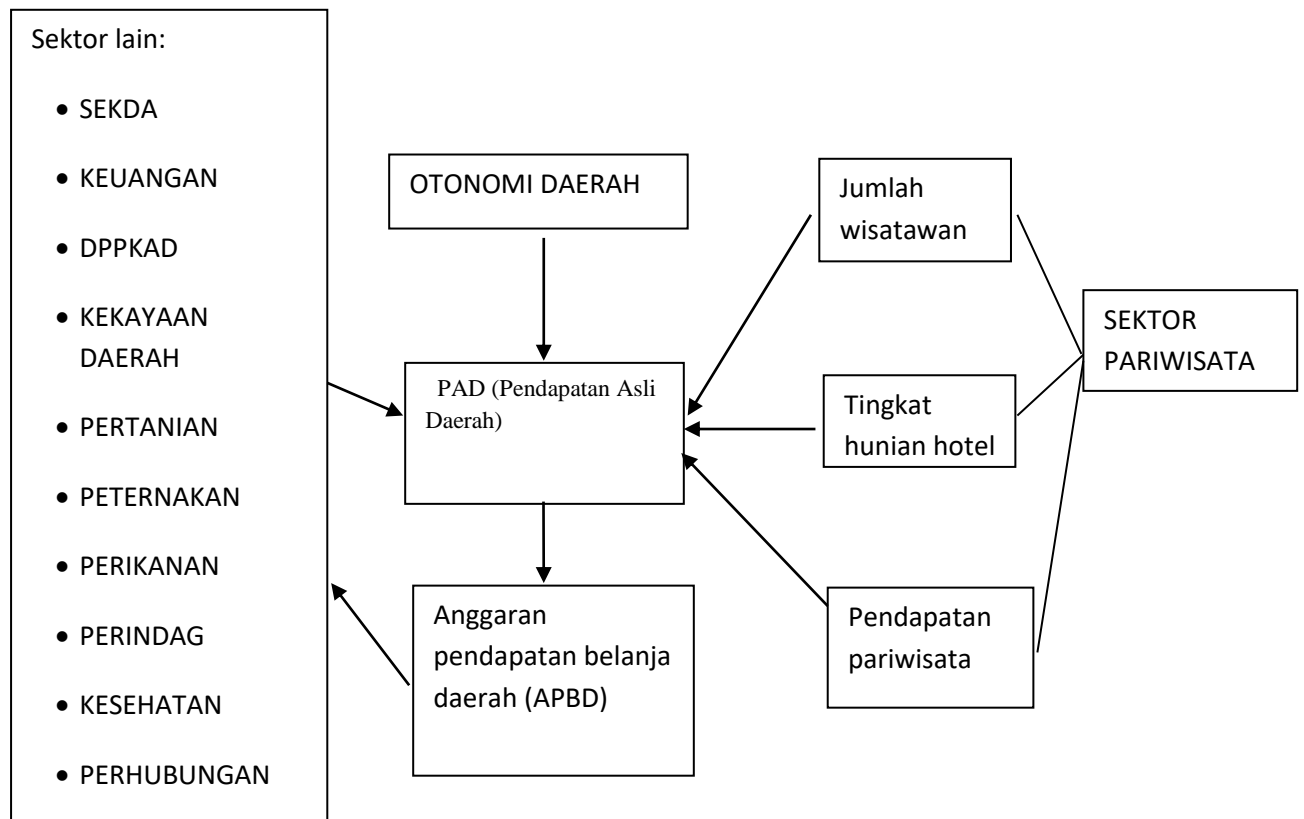 Sektor lain:
• SEKDA
• KEUANGAN
• DPPKAD
• KEKAYAAN
DAERAH
• PERTANIAN
• PETERNAKAN
• PERIKANAN
• PERINDAG
• KESEHATAN
• PERHUBUNGAN
OTONOMI DAERAH
PAD (Pendapatan Asli
Daerah)
Anggaran
pendapatan belanja
daerah (APBD)
Jumlah
wisatawan
Tingkat
hunian hotel
Pendapatan
pariwisata
SEKTOR
PARIWISATA